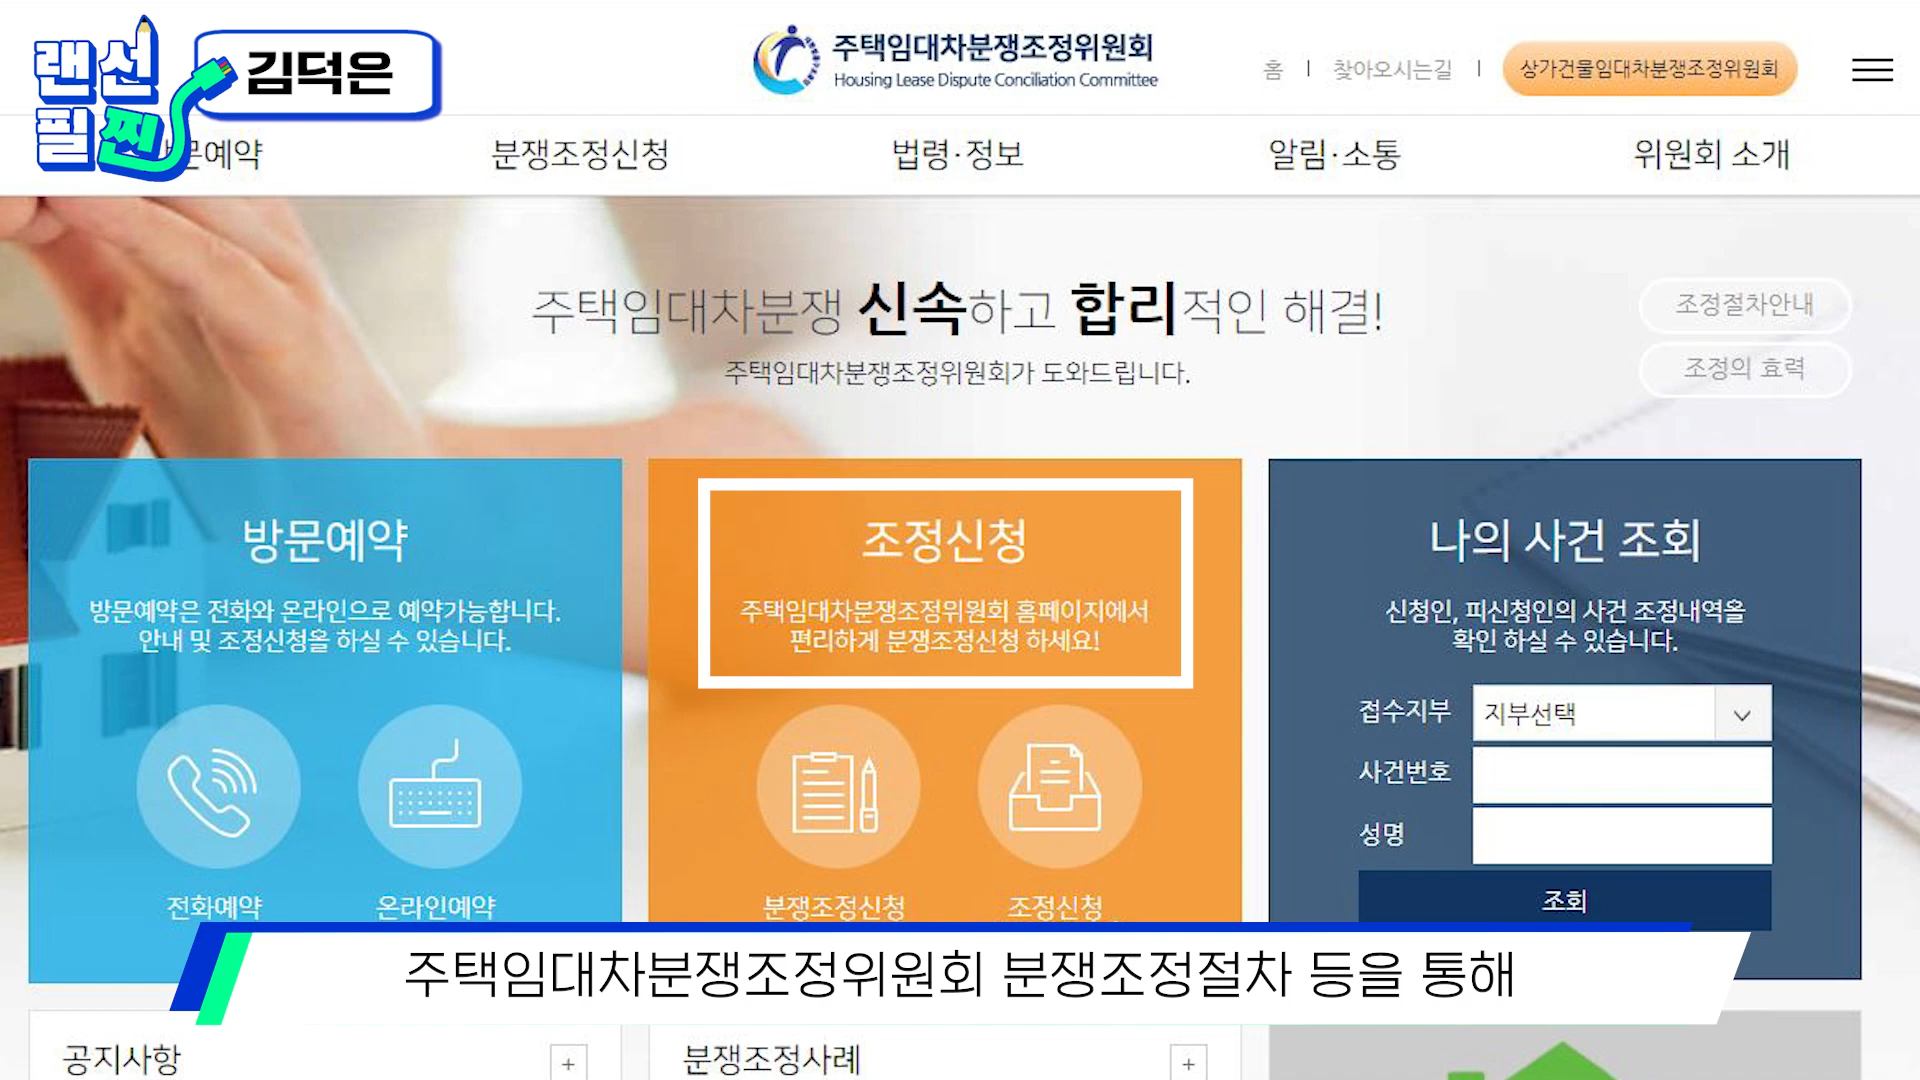 랜선
필찐
김덕은
주택임대차분쟁조정위원회
Housing Lease Dispute Conciliation Committee
홈 | 찾아오시는길 | 상가건물임대차분쟁조정위원회
문예약 분쟁조정신청 법령·정보 알림·소통 위원회 소개
주택임대차분쟁 신속하고 합리적인 해결!
주택임대차분쟁조정위원회가 도와드립니다.
조정절차안내
조정의 효력
방문예약
방문예약은 전화와 온라인으로 예약가능합니다.
안내 및 조정신청을 하실 수 있습니다.
전화예약 온라인예약
조정신청
주택임대차분쟁조정위원회 홈페이지에서
편리하게 분쟁조정신청 하세요!
분쟁조정신청 조정신청
나의 사건 조회
신청인, 피신청인의 사건 조정내역을
확인 하실 수 있습니다.
접수지부 지부선택
사건번호
성명
조회
주택임대차분쟁조정위원회 분쟁조정절차 등을 통해
공지사항 +
분쟁조정사례 +